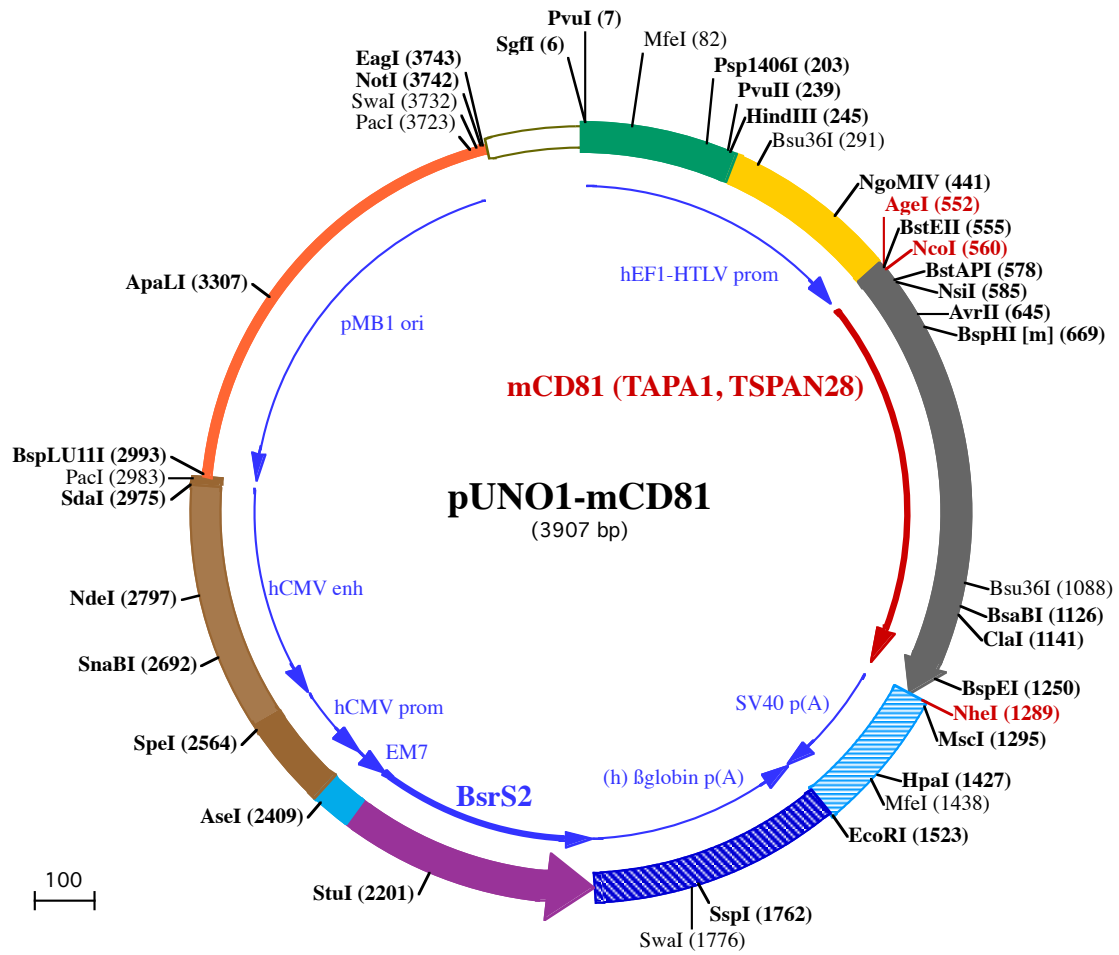 PvuI (7)
SgfI (6)
MfeI (82)
EagI (3743)
NotI (3742)
SwaI (3732)
PacI (3723)
Psp1406I (203)
PvuII (239)
HindIII (245)
Bsu36I (291)
NgoMIV (441)
AgeI (552)
BstEII (555)
NcoI (560)
BstAPI (578)
NsiI (585)
AvrII (645)
BspHI [m] (669)
hEF1-HTLV prom
ApaLI (3307)
pMB1 ori
mCD81 (TAPA1, TSPAN28)
BspLU11I (2993)
PacI (2983)
SdaI (2975)
pUNO1-mCD81
(3907 bp)
hCMV enh
NdeI (2797)
Bsu36I (1088)
BsaBI (1126)
ClaI (1141)
SnaBI (2692)
BspEI (1250)
NheI (1289)
MscI (1295)
hCMV prom
SV40 p(A)
SpeI (2564)
EM7
(h) ßglobin p(A)
HpaI (1427)
MfeI (1438)
BsrS2
AseI (2409)
EcoRI (1523)
100
StuI (2201)
SspI (1762)
SwaI (1776)